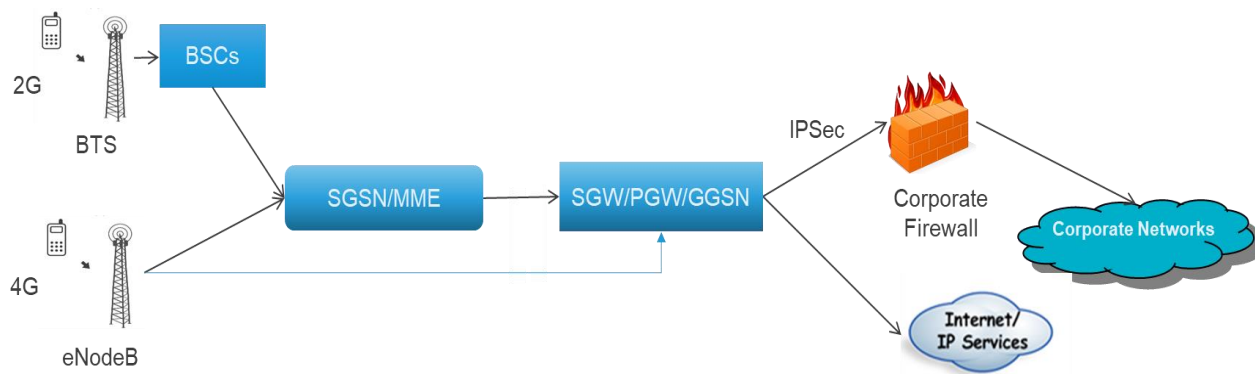 2G
BTS
BSCs
SGSN/MME
SGW/PGW/GGSN
IPSec
Corporate
Firewall
Corporate Networks
4G
eNodeB
Internet/
IP Services